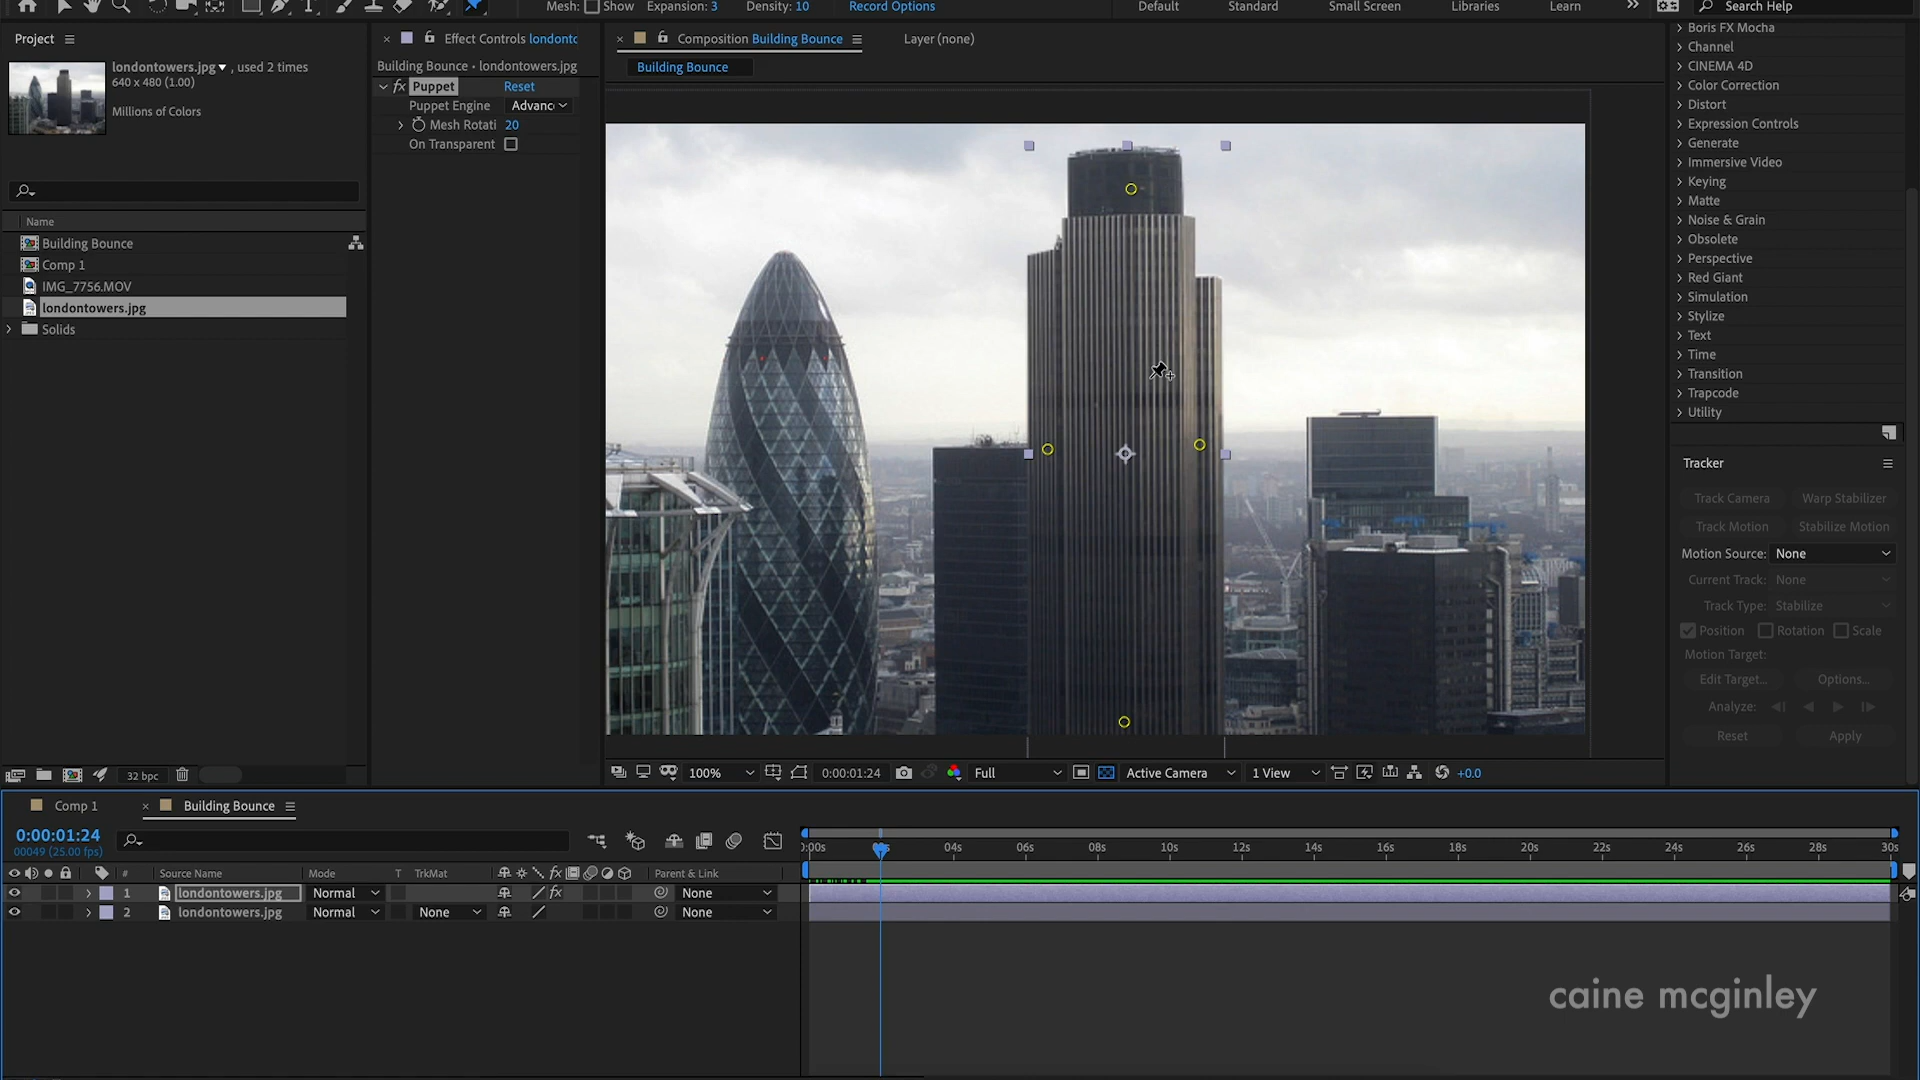 Mesh: Show Expansion: 3 Density: 10 Record Options Default Standard Small Screen Libraries Learn Search Help
Project
londontowers.jpg , used 2 times
640 x 480 (1.00)
Millions of Colors
Name
Building Bounce
Comp 1
IMG_7756.MOV
londontowers.jpg
Solids
32 bpc
Effect Controls londontc
Building Bounce • londontowers.jpg
fx Puppet Reset
Puppet Engine Advanc
Mesh Rotati 20
On Transparent
Composition Building Bounce Layer (none)
Building Bounce
100% 0:00:01:24 Full Active Camera 1 View +0.0
Boris FX Mocha
Channel
CINEMA 4D
Color Correction
Distort
Expression Controls
Generate
Immersive Video
Keying
Matte
Noise & Grain
Obsolete
Perspective
Red Giant
Simulation
Stylize
Text
Time
Transition
Trapcode
Utility
Tracker
Track Camera Warp Stabilizer
Track Motion Stabilize Motion
Motion Source: None
Current Track: None
Track Type: Stabilize
Position Rotation Scale
Motion Target:
Edit Target... Options...
Analyze:
Reset Apply
Comp 1 Building Bounce
0:00:01:24
00049 (25.00 fps)
:00s 04s 06s 08s 10s 12s 14s 16s 18s 20s 22s 24s 26s 28s 30s
# Source Name Mode T TrkMat fx Parent & Link
1 londontowers.jpg Normal fx None
2 londontowers.jpg Normal None None
caine mcginley